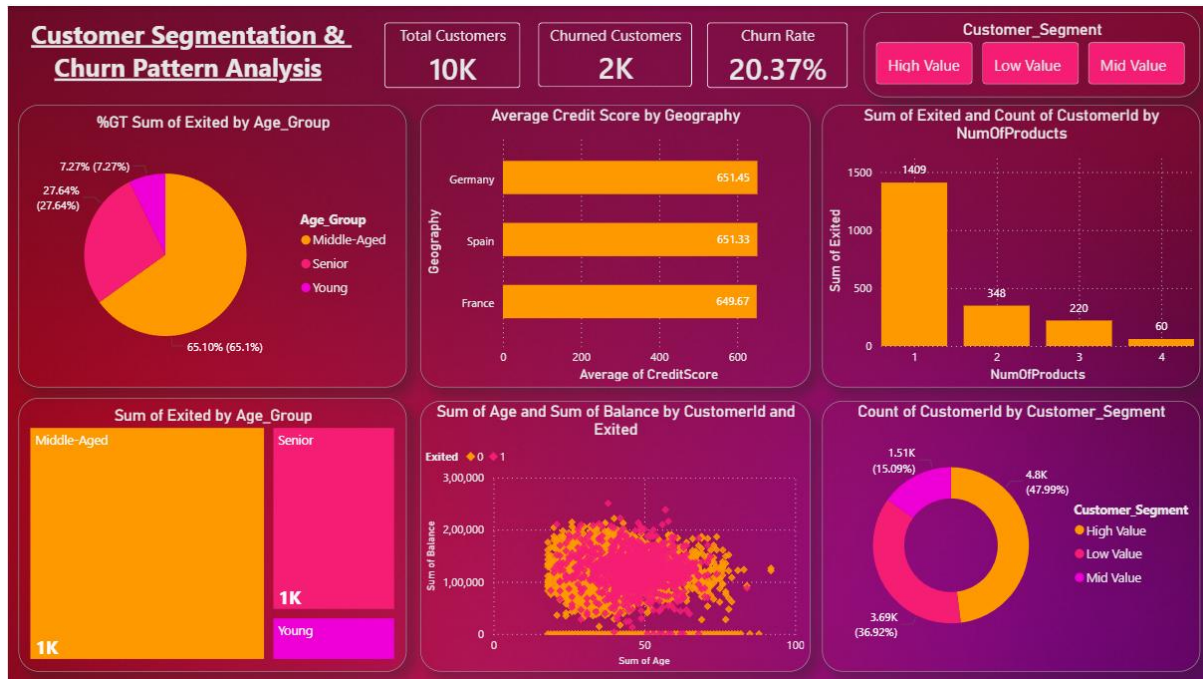 Customer Segmentation &
Churn Pattern Analysis
Total Customers
10K
Churned Customers
2K
Churn Rate
20.37%
Customer_Segment
High Value
Low Value
Mid Value
%GT Sum of Exited by Age_Group
7.27% (7.27%)
27.64%
(27.64%)
65.10% (65.1%)
Age_Group
Middle-Aged
Senior
Young
Average Credit Score by Geography
Geography
Germany
651.45
Spain
651.33
France
649.67
0 200 400 600
Average of CreditScore
Sum of Exited and Count of CustomerId by
NumOfProducts
Sum of Exited
1500
1000
500
0
1409
348
220
60
1 2 3 4
NumOfProducts
Sum of Exited by Age_Group
Middle-Aged
1K
Senior
1K
Young
Sum of Age and Sum of Balance by CustomerId and
Exited
Exited 0 1
Sum of Balance
3,00,000
2,00,000
1,00,000
0
0 50 100
Sum of Age
Count of CustomerId by Customer_Segment
1.51K
(15.09%)
4.8K
(47.99%)
3.69K
(36.92%)
Customer_Segment
High Value
Low Value
Mid Value